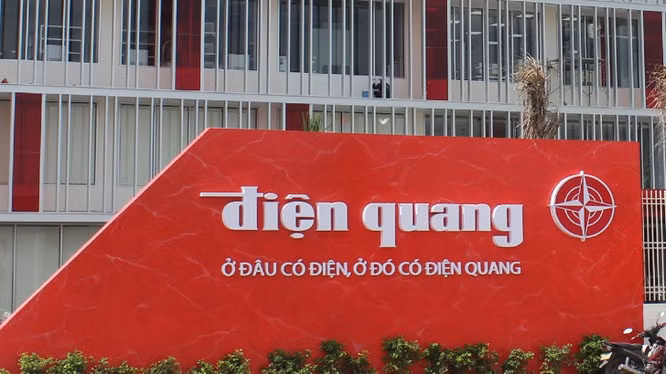 điện quang
Ở ĐÂU CÓ ĐIỆN, Ở ĐÓ CÓ ĐIỆN QUANG